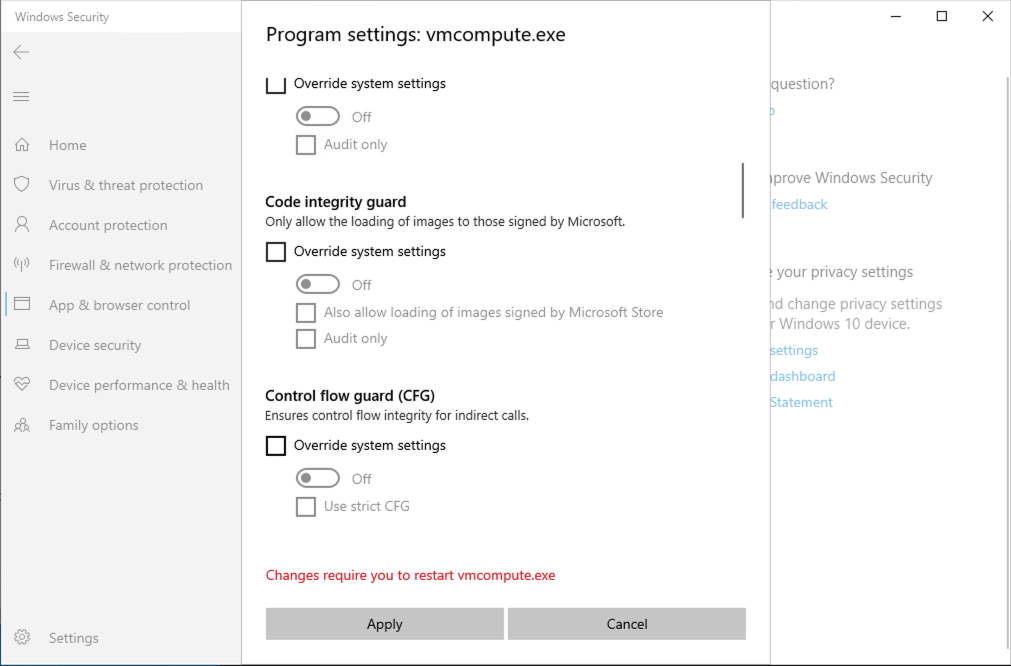 Windows Security
Home
Virus & threat protection
Account protection
Firewall & network protection
App & browser control
Device security
Device performance & health
Family options
Settings
Program settings: vmcompute.exe
Override system settings
Off
Audit only
Code integrity guard
Only allow the loading of images to those signed by Microsoft.
Override system settings
Off
Also allow loading of images signed by Microsoft Store
Audit only
Control flow guard (CFG)
Ensures control flow integrity for indirect calls.
Override system settings
Off
Use strict CFG
Changes require you to restart vmcompute.exe
Apply
Cancel
question?
Windows Security
feedback
your privacy settings
change privacy settings
Windows 10 device.
settings
dashboard
Statement